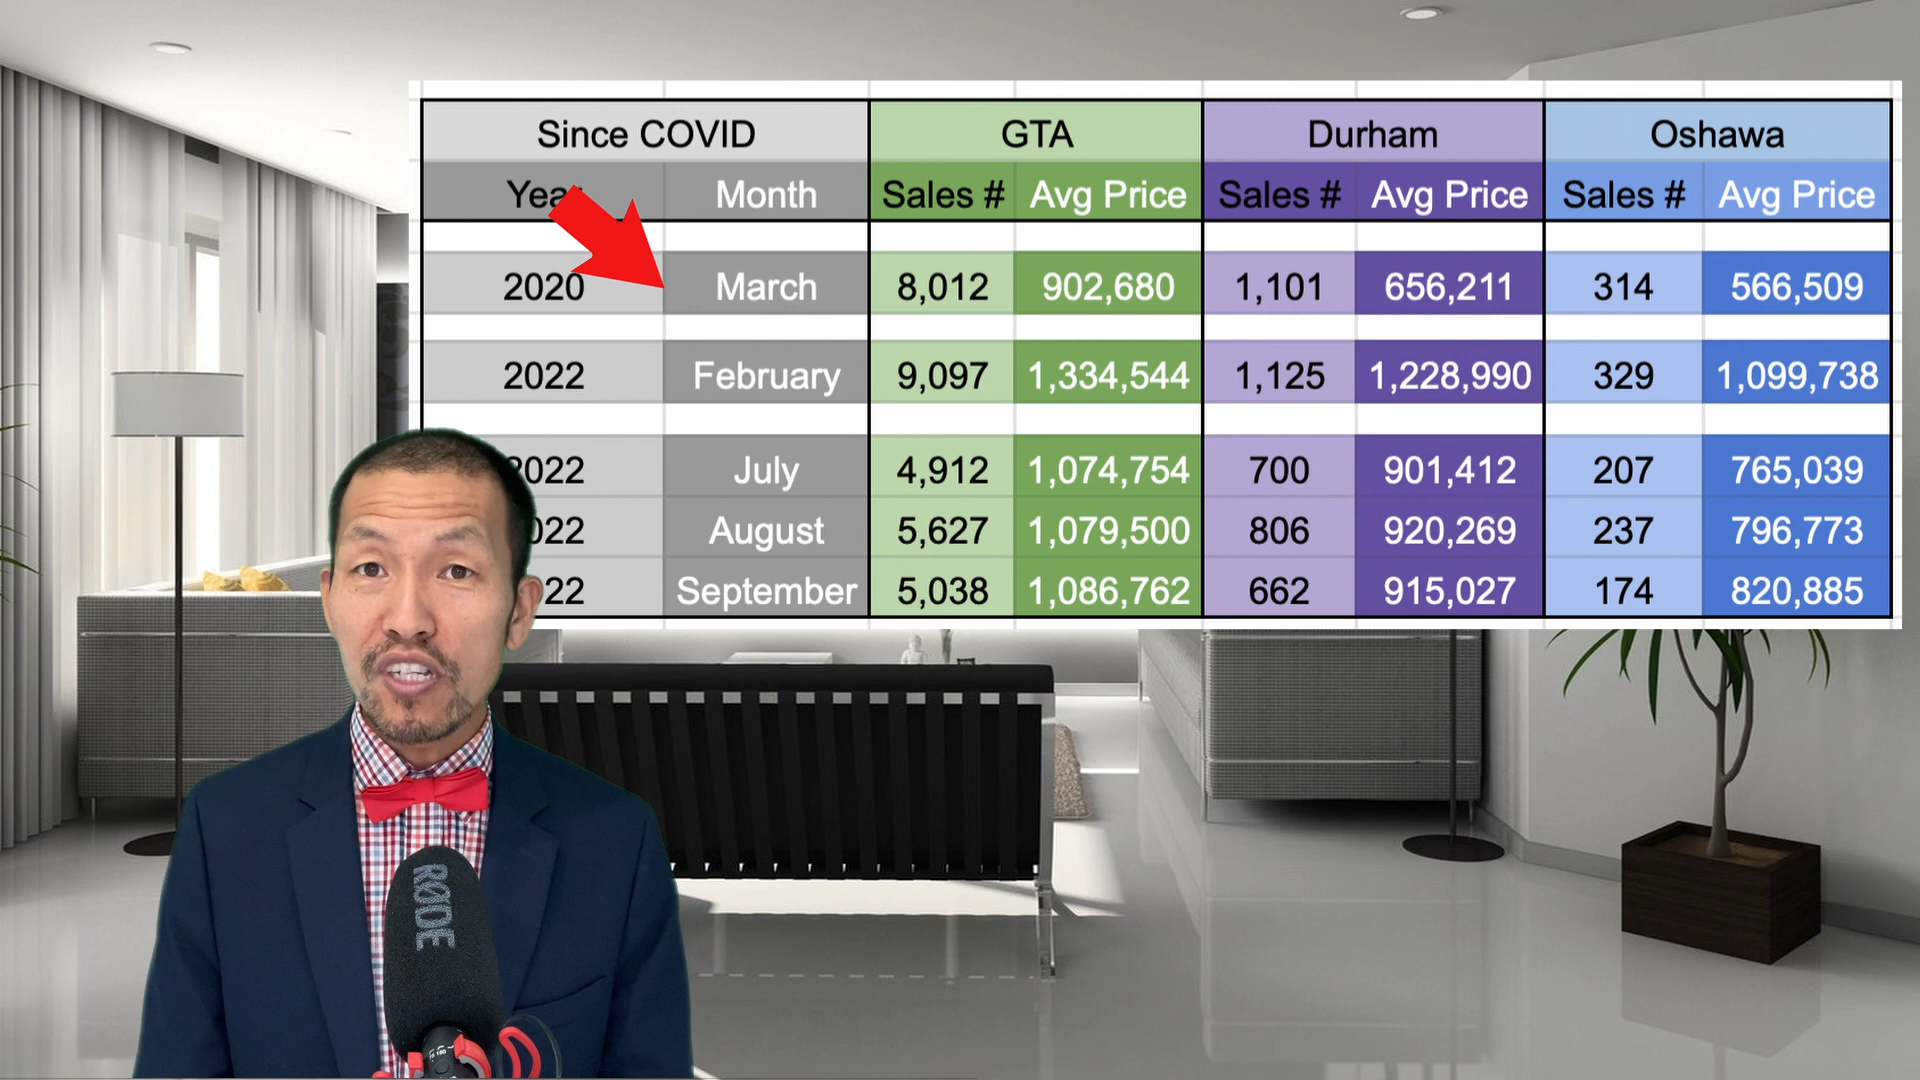 Since COVID GTA Durham Oshawa
Year Month Sales # Avg Price Sales # Avg Price Sales # Avg Price
2020 March 8,012 902,680 1,101 656,211 314 566,509
2022 February 9,097 1,334,544 1,125 1,228,990 329 1,099,738
2022 July 4,912 1,074,754 700 901,412 207 765,039
2022 August 5,627 1,079,500 806 920,269 237 796,773
2022 September 5,038 1,086,762 662 915,027 174 820,885
RØDE